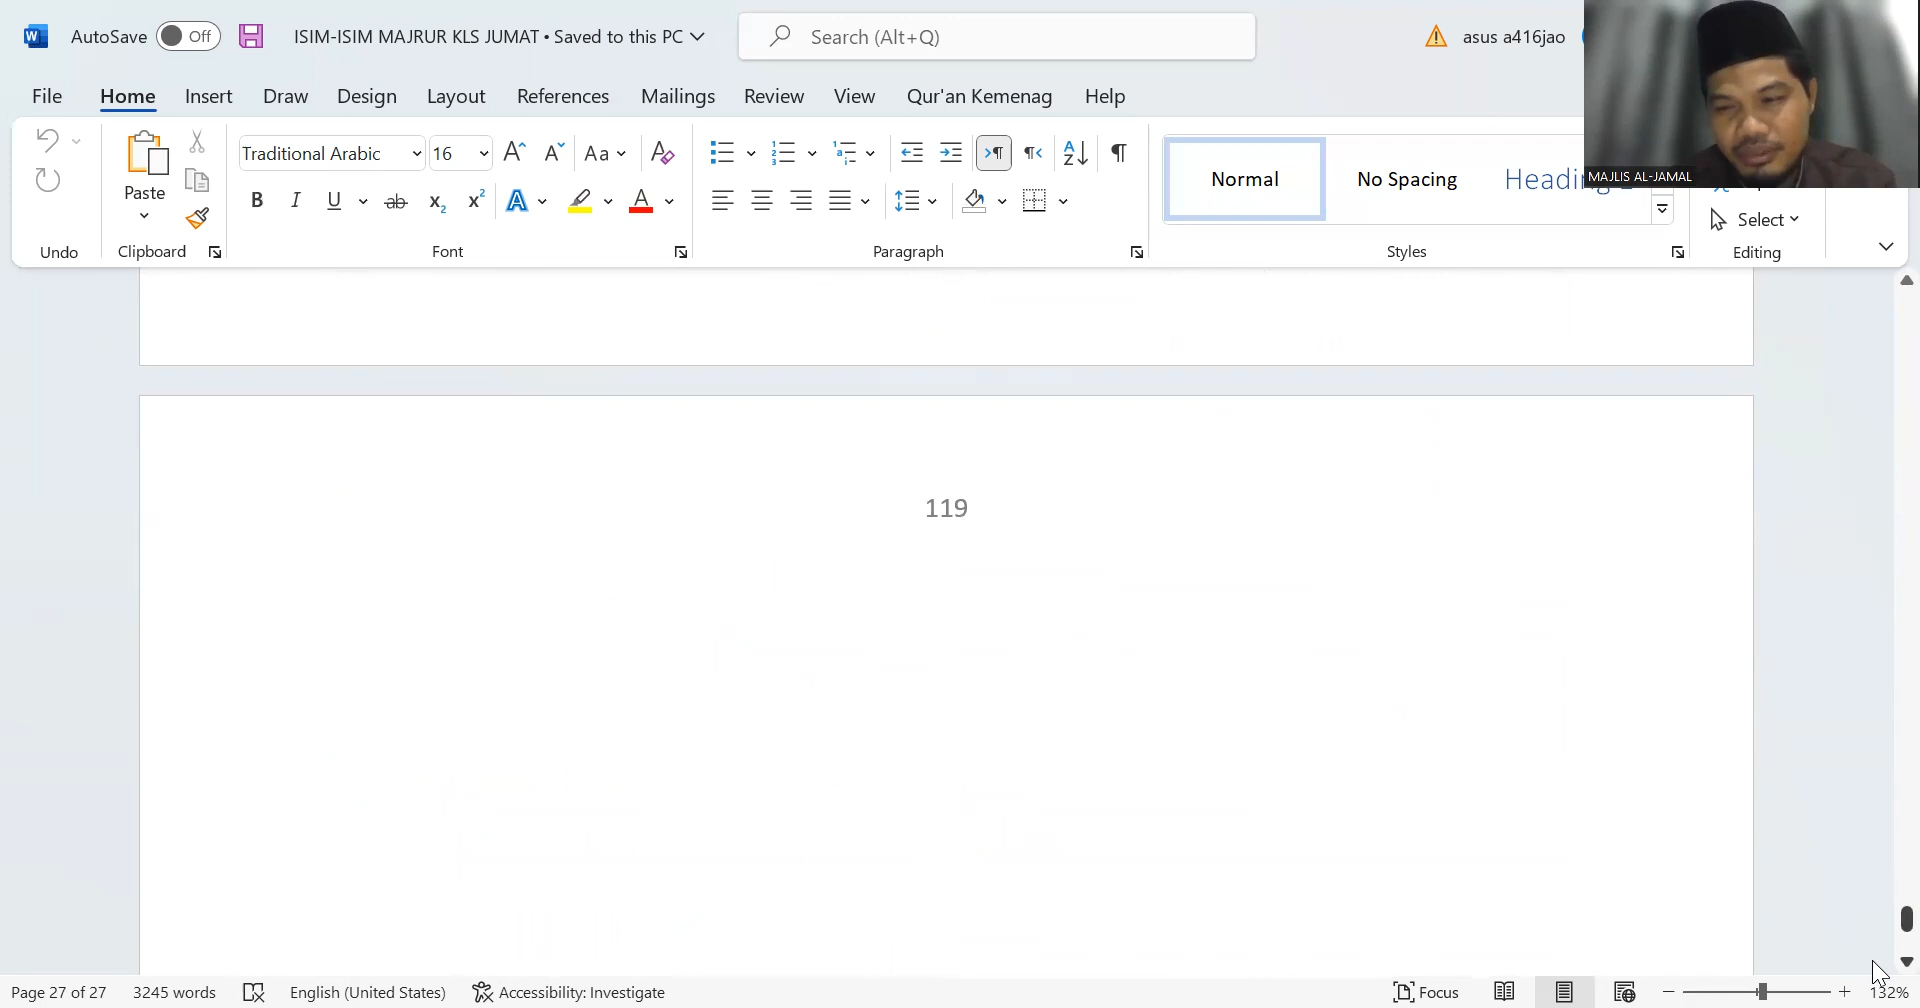 AutoSave Off ISIM-ISIM MAJRUR KLS JUMAT • Saved to this PC Search (Alt+Q) asus a416jao
File Home Insert Draw Design Layout References Mailings Review View Qur'an Kemenag Help
Traditional Arabic 16 Aa
Paste
Normal No Spacing Heading
MAJLIS AL-JAMAL
Select
Undo Clipboard Font Paragraph Styles Editing
119
Page 27 of 27 3245 words English (United States) Accessibility: Investigate Focus 132%